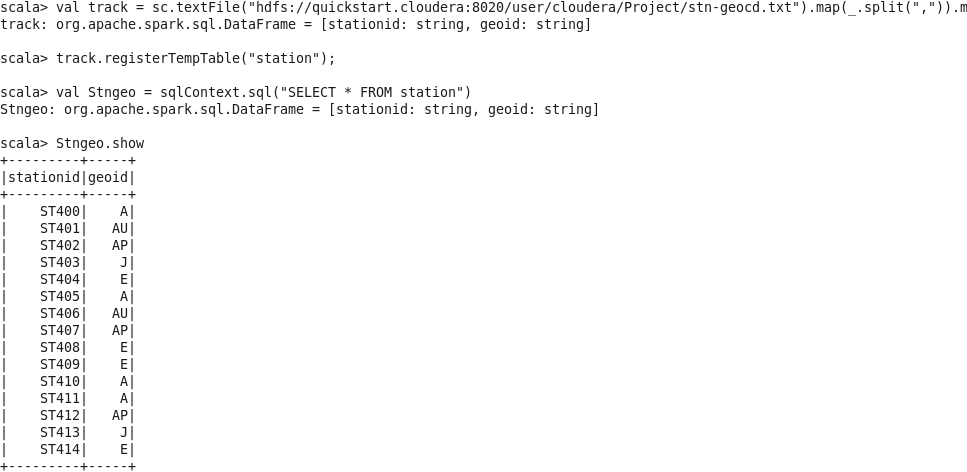 scala> val track = sc.textFile("hdfs://quickstart.cloudera:8020/user/cloudera/Project/stn-geocd.txt").map(_.split(",")).m
track: org.apache.spark.sql.DataFrame = [stationid: string, geoid: string]
scala> track.registerTempTable("station");
scala> val Stngeo = sqlContext.sql("SELECT * FROM station")
Stngeo: org.apache.spark.sql.DataFrame = [stationid: string, geoid: string]
scala> Stngeo.show
+---------+-----+
|stationid|geoid|
+---------+-----+
|    ST400|    A|
|    ST401|   AU|
|    ST402|   AP|
|    ST403|    J|
|    ST404|    E|
|    ST405|    A|
|    ST406|   AU|
|    ST407|   AP|
|    ST408|    E|
|    ST409|    E|
|    ST410|    A|
|    ST411|    A|
|    ST412|   AP|
|    ST413|    J|
|    ST414|    E|
+---------+-----+